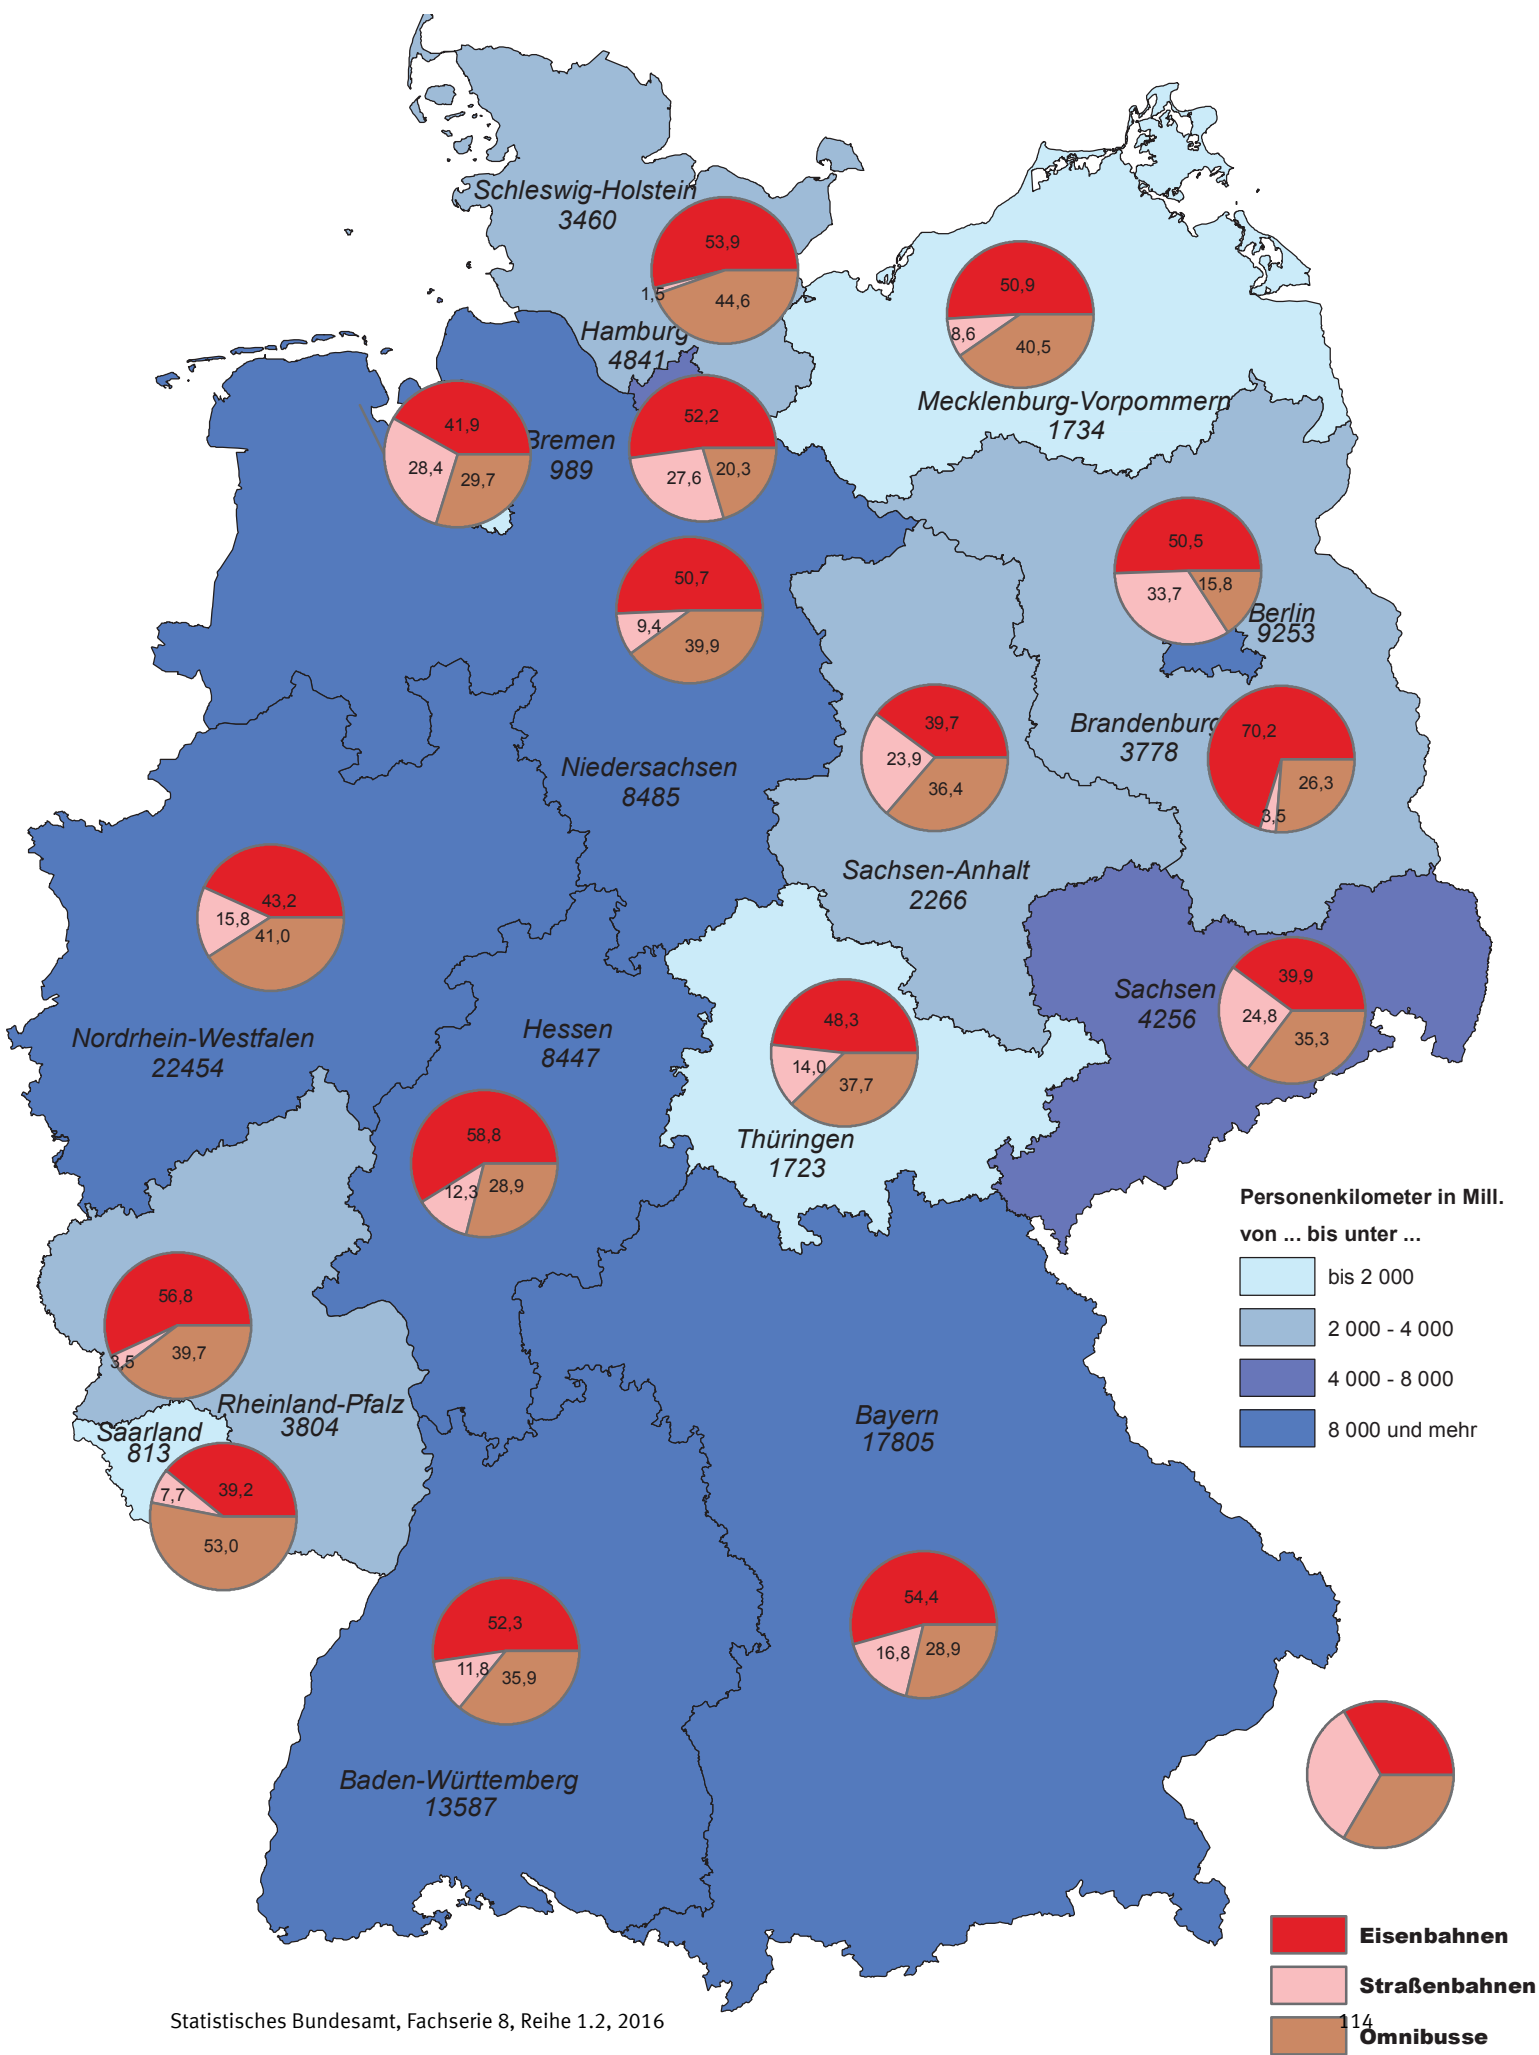 Schleswig-Holstein
3460
53,9
1,5
44,6
50,9
8,6
40,5
Mecklenburg-Vorpommern
1734
Hamburg
4841
52,2
27,6
20,3
41,9
28,4
29,7
Bremen
989
50,5
33,7
15,8
Berlin
9253
50,7
9,4
39,9
Niedersachsen
8485
39,7
23,9
36,4
Sachsen-Anhalt
2266
Brandenburg
3778
70,2
3,5
26,3
43,2
15,8
41,0
Nordrhein-Westfalen
22454
Hessen
8447
58,8
12,3
28,9
48,3
14,0
37,7
Thüringen
1723
Sachsen
4256
39,9
24,8
35,3
56,8
3,5
39,7
Rheinland-Pfalz
3804
Saarland
813
39,2
7,7
53,0
Bayern
17805
54,4
16,8
28,9
52,3
11,8
35,9
Baden-Württemberg
13587
Personenkilometer in Mill.
von ... bis unter ...
bis 2 000
2 000 - 4 000
4 000 - 8 000
8 000 und mehr
Eisenbahnen
Straßenbahnen
Omnibusse
Statistisches Bundesamt, Fachserie 8, Reihe 1.2, 2016
114